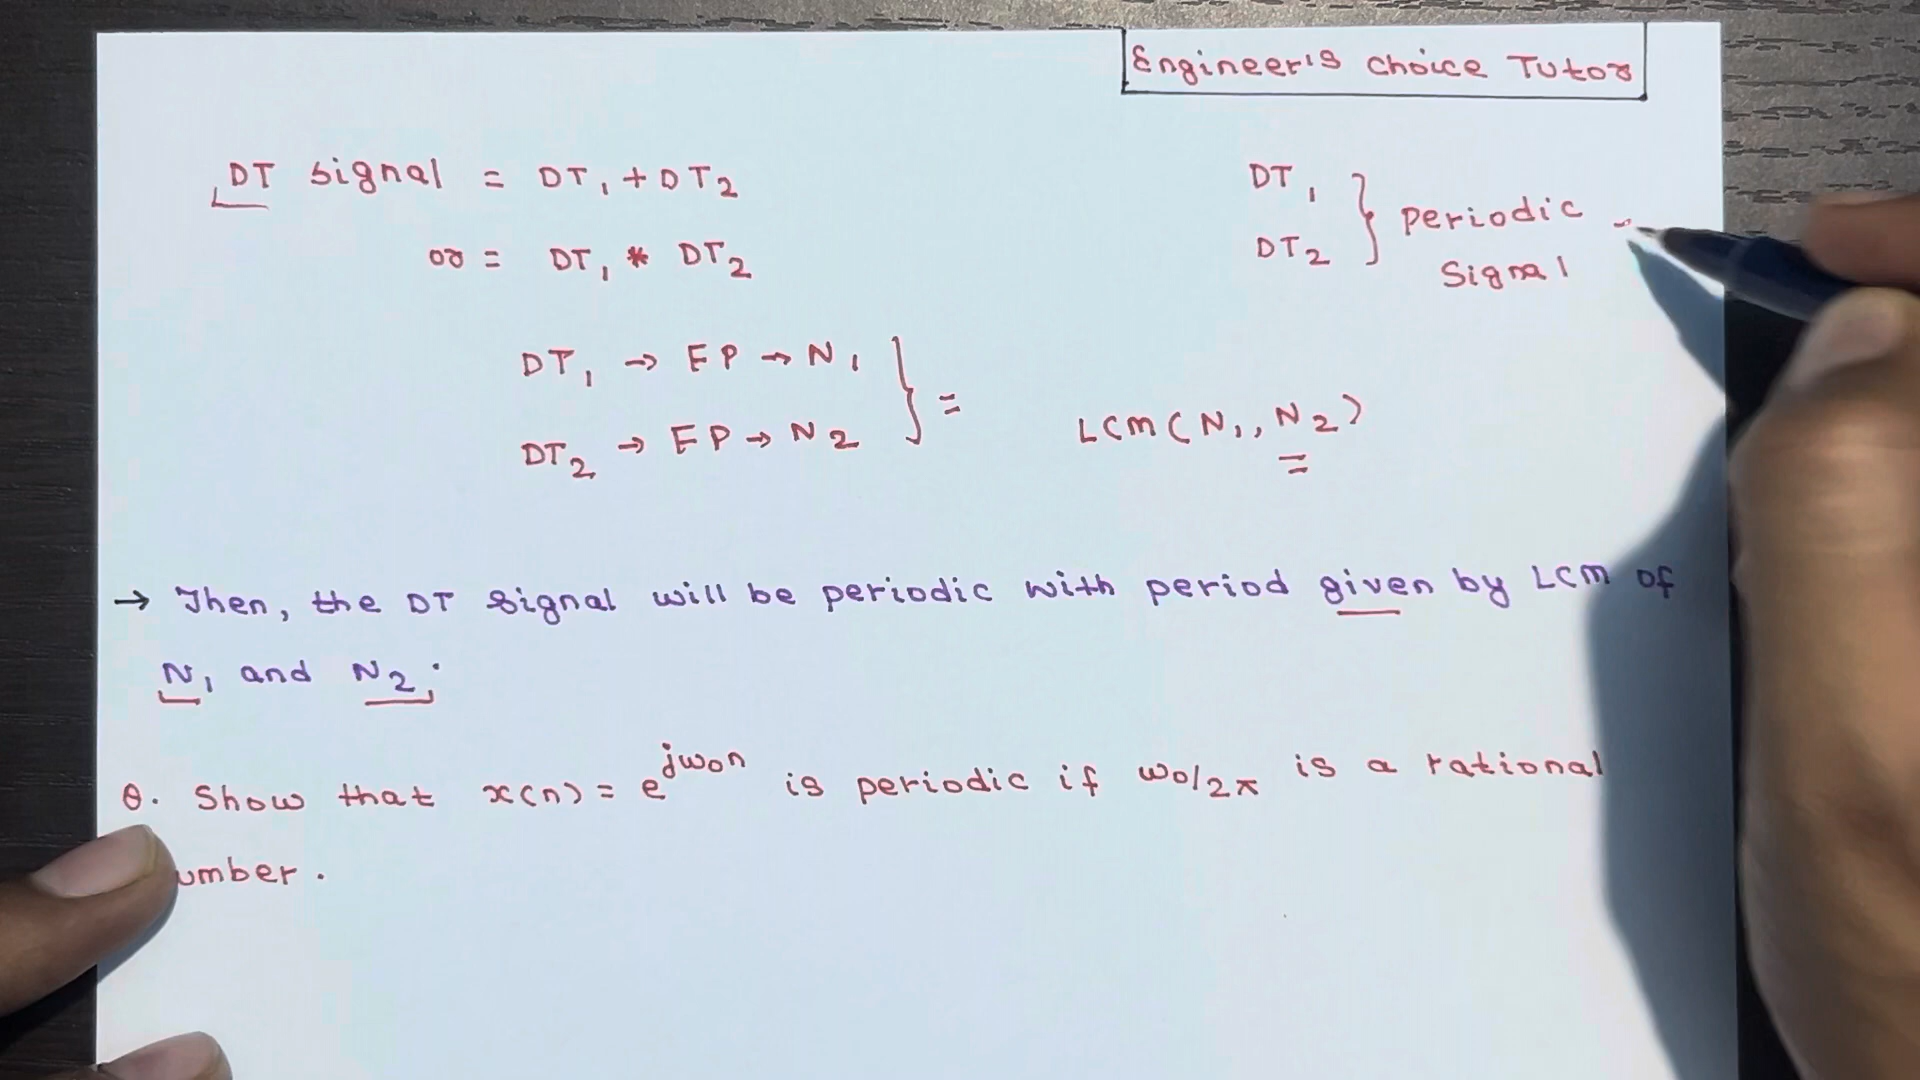 Engineer's choice Tutor
DT signal = DT1 + DT2
or = DT1 * DT2
DT1
DT2 } Periodic
Signal
DT1 → FP → N1
DT2 → FP → N2 } =
LCM (N1, N2)
=
→ Then, the DT signal will be periodic with period given by LCM of
N1 and N2.
Q. Show that x(n) = e^jω0n is periodic if ω0/2π is a rational
umber.